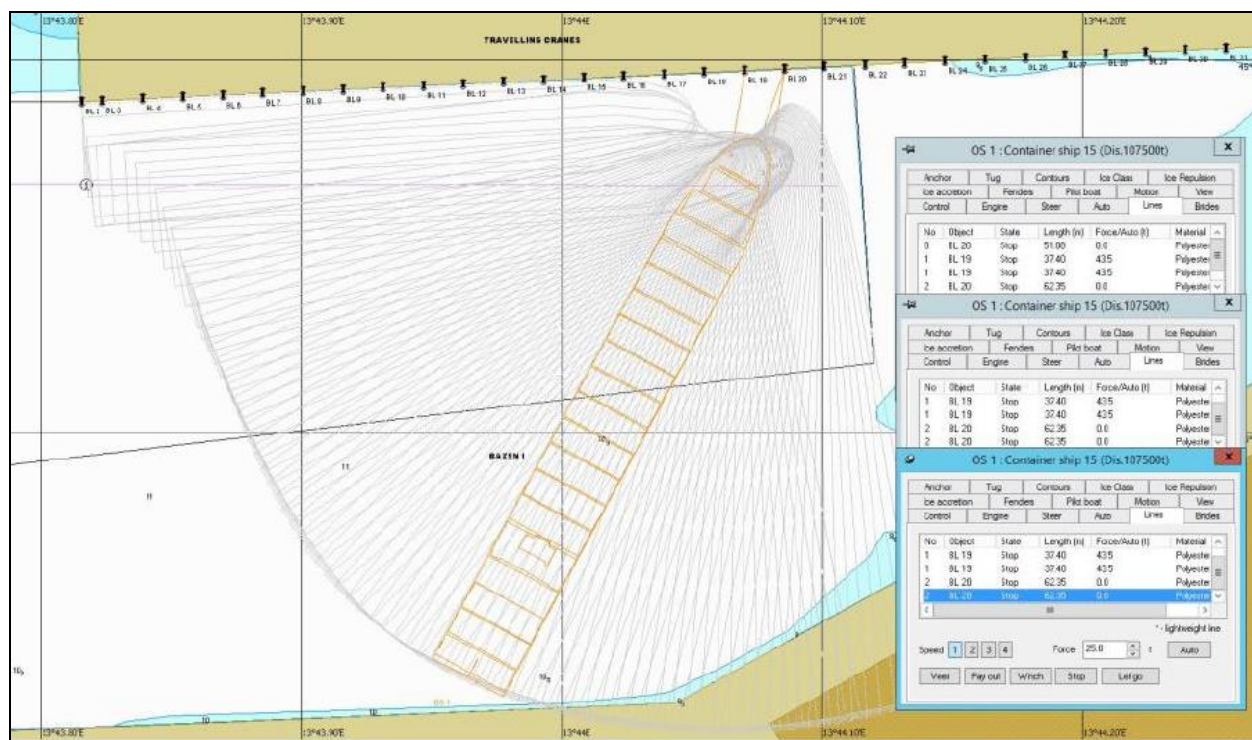 13°43.80'E 13°43.90'E 13°44'E 13°44.10'E 13°44.20'E
TRAVELLING CRANES
BL 3 BL 4 BL 5 BL 6 BL 7 BL 8 BL 9 BL 10 BL 11 BL 12 BL 13 BL 14 BL 15 BL 16 BL 17 BL 18 BL 19 BL 20 BL 21 BL 22 BL 23 BL 24 BL 25 BL 26 BL 27 BL 28 BL 29 BL 30
1
BAZIN I
11
11
OS 1
10
10
13°43.80'E 13°43.90'E 13°44'E 13°44.10'E 13°44.20'E
OS 1 : Container ship 15 (Dis.107500t) X
Anchor Tug Contours Ice Class Ice Repulsion
Ice accretion Fenders Pilot boat Motion View
Control Engine Steer Auto Lines Brides
No Object State Length (m) Force/Auto (t) Material
0 BL 20 Stop 51.00 0.0 Polyester
1 BL 19 Stop 37.40 43.5 Polyester
1 BL 19 Stop 37.40 43.5 Polyester
2 BL 20 Stop 62.35 0.0 Polyester
OS 1 : Container ship 15 (Dis.107500t) X
Anchor Tug Contours Ice Class Ice Repulsion
Ice accretion Fenders Pilot boat Motion View
Control Engine Steer Auto Lines Brides
No Object State Length (m) Force/Auto (t) Material
1 BL 19 Stop 37.40 43.5 Polyester
1 BL 19 Stop 37.40 43.5 Polyester
2 BL 20 Stop 62.35 0.0 Polyester
2 BL 20 Stop 62.35 0.0 Polyester
OS 1 : Container ship 15 (Dis.107500t) X
Anchor Tug Contours Ice Class Ice Repulsion
Ice accretion Fenders Pilot boat Motion View
Control Engine Steer Auto Lines Brides
No Object State Length (m) Force/Auto (t) Material
1 BL 19 Stop 37.40 43.5 Polyester
1 BL 19 Stop 37.40 43.5 Polyester
2 BL 20 Stop 62.35 0.0 Polyester
2 BL 20 Stop 62.35 0.0 Polyester
* - lightweight line
Speed 1 2 3 4 Force 25.0 t Auto
Veer Pay out Winch Stop Let go